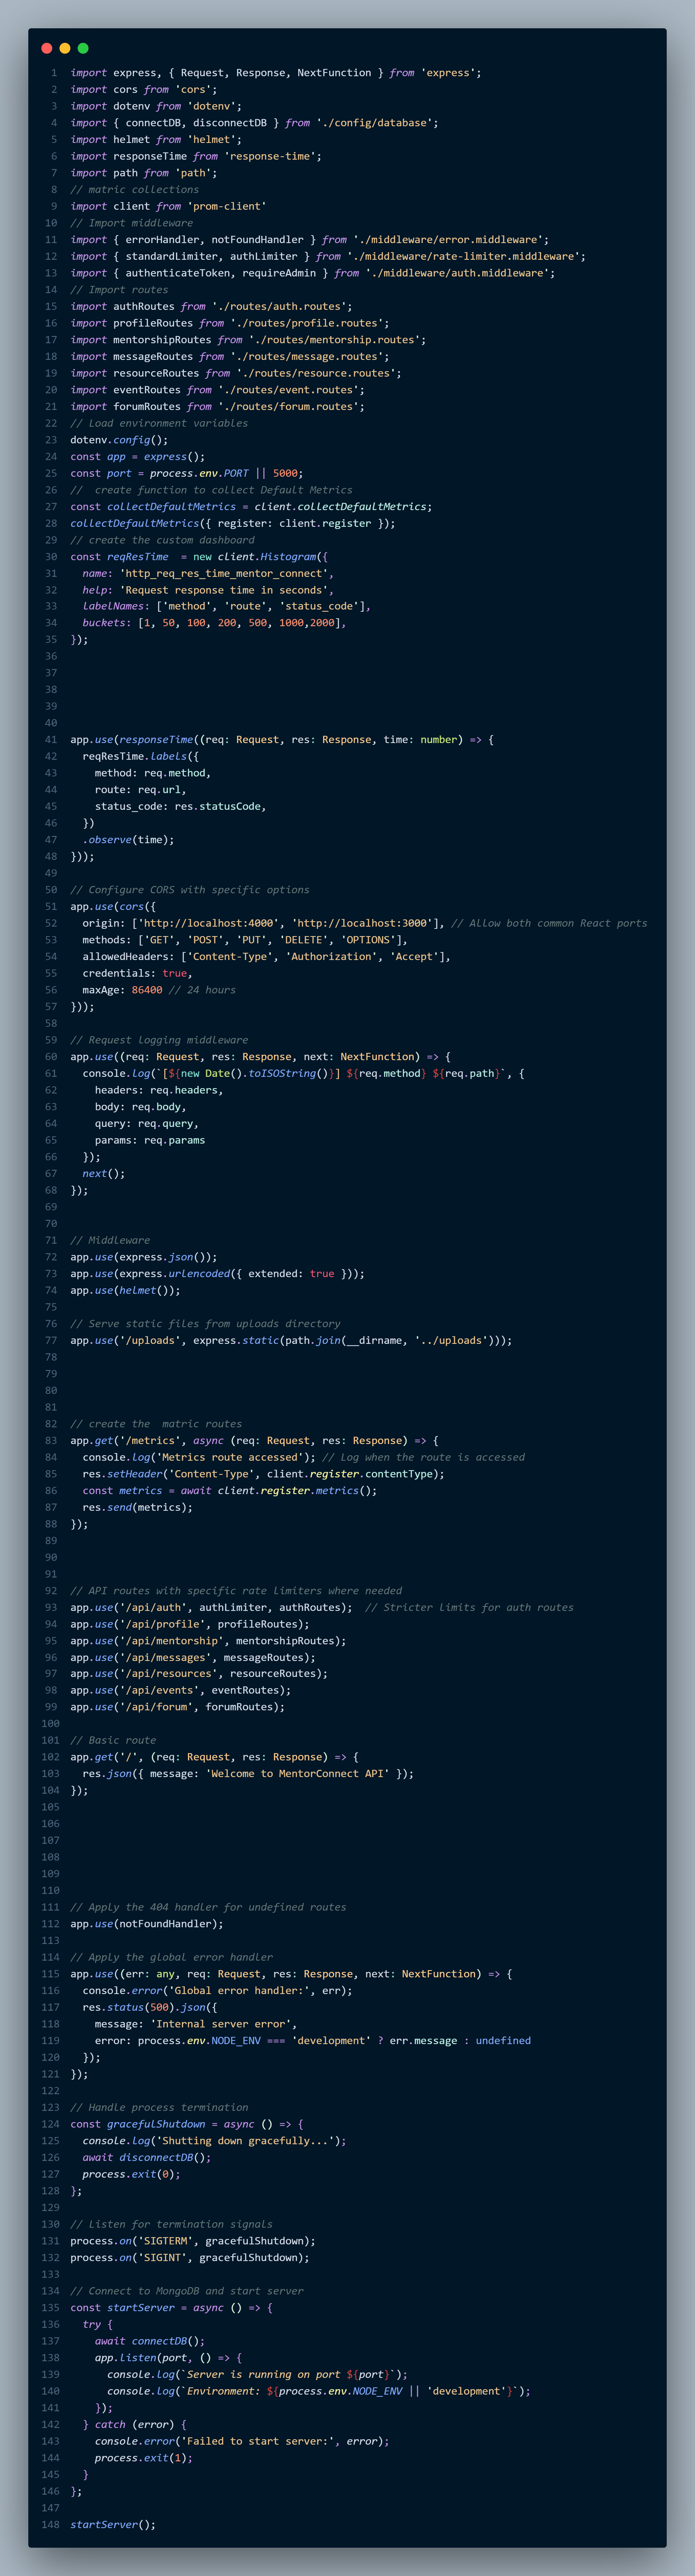 1 import express, { Request, Response, NextFunction } from 'express';
2 import cors from 'cors';
3 import dotenv from 'dotenv';
4 import { connectDB, disconnectDB } from './config/database';
5 import helmet from 'helmet';
6 import responseTime from 'response-time';
7 import path from 'path';
8 // matric collections
9 import client from 'prom-client'
10 // Import middleware
11 import { errorHandler, notFoundHandler } from './middleware/error.middleware';
12 import { standardLimiter, authLimiter } from './middleware/rate-limiter.middleware';
13 import { authenticateToken, requireAdmin } from './middleware/auth.middleware';
14 // Import routes
15 import authRoutes from './routes/auth.routes';
16 import profileRoutes from './routes/profile.routes';
17 import mentorshipRoutes from './routes/mentorship.routes';
18 import messageRoutes from './routes/message.routes';
19 import resourceRoutes from './routes/resource.routes';
20 import eventRoutes from './routes/event.routes';
21 import forumRoutes from './routes/forum.routes';
22 // Load environment variables
23 dotenv.config();
24 const app = express();
25 const port = process.env.PORT || 5000;
26 //  create function to collect Default Metrics
27 const collectDefaultMetrics = client.collectDefaultMetrics;
28 collectDefaultMetrics({ register: client.register });
29 // create the custom dashboard
30 const reqResTime  = new client.Histogram({
31   name: 'http_req_res_time_mentor_connect',
32   help: 'Request response time in seconds',
33   labelNames: ['method', 'route', 'status_code'],
34   buckets: [1, 50, 100, 200, 500, 1000,2000],
35 });
36
37
38
39
40
41 app.use(responseTime((req: Request, res: Response, time: number) => {
42   reqResTime.labels({
43     method: req.method,
44     route: req.url,
45     status_code: res.statusCode,
46   })
47   .observe(time);
48 }));
49
50 // Configure CORS with specific options
51 app.use(cors({
52   origin: ['http://localhost:4000', 'http://localhost:3000'], // Allow both common React ports
53   methods: ['GET', 'POST', 'PUT', 'DELETE', 'OPTIONS'],
54   allowedHeaders: ['Content-Type', 'Authorization', 'Accept'],
55   credentials: true,
56   maxAge: 86400 // 24 hours
57 }));
58
59 // Request logging middleware
60 app.use((req: Request, res: Response, next: NextFunction) => {
61   console.log(`[${new Date().toISOString()}] ${req.method} ${req.path}`, {
62     headers: req.headers,
63     body: req.body,
64     query: req.query,
65     params: req.params
66   });
67   next();
68 });
69
70
71 // Middleware
72 app.use(express.json());
73 app.use(express.urlencoded({ extended: true }));
74 app.use(helmet());
75
76 // Serve static files from uploads directory
77 app.use('/uploads', express.static(path.join(__dirname, '../uploads')));
78
79
80
81
82 // create the  matric routes
83 app.get('/metrics', async (req: Request, res: Response) => {
84   console.log('Metrics route accessed'); // Log when the route is accessed
85   res.setHeader('Content-Type', client.register.contentType);
86   const metrics = await client.register.metrics();
87   res.send(metrics);
88 });
89
90
91
92 // API routes with specific rate limiters where needed
93 app.use('/api/auth', authLimiter, authRoutes);  // Stricter limits for auth routes
94 app.use('/api/profile', profileRoutes);
95 app.use('/api/mentorship', mentorshipRoutes);
96 app.use('/api/messages', messageRoutes);
97 app.use('/api/resources', resourceRoutes);
98 app.use('/api/events', eventRoutes);
99 app.use('/api/forum', forumRoutes);
100
101 // Basic route
102 app.get('/', (req: Request, res: Response) => {
103   res.json({ message: 'Welcome to MentorConnect API' });
104 });
105
106
107
108
109
110
111 // Apply the 404 handler for undefined routes
112 app.use(notFoundHandler);
113
114 // Apply the global error handler
115 app.use((err: any, req: Request, res: Response, next: NextFunction) => {
116   console.error('Global error handler:', err);
117   res.status(500).json({
118     message: 'Internal server error',
119     error: process.env.NODE_ENV === 'development' ? err.message : undefined
120   });
121 });
122
123 // Handle process termination
124 const gracefulShutdown = async () => {
125   console.log('Shutting down gracefully...');
126   await disconnectDB();
127   process.exit(0);
128 };
129
130 // Listen for termination signals
131 process.on('SIGTERM', gracefulShutdown);
132 process.on('SIGINT', gracefulShutdown);
133
134 // Connect to MongoDB and start server
135 const startServer = async () => {
136   try {
137     await connectDB();
138     app.listen(port, () => {
139       console.log(`Server is running on port ${port}`);
140       console.log(`Environment: ${process.env.NODE_ENV || 'development'}`);
141     });
142   } catch (error) {
143     console.error('Failed to start server:', error);
144     process.exit(1);
145   }
146 };
147
148 startServer();